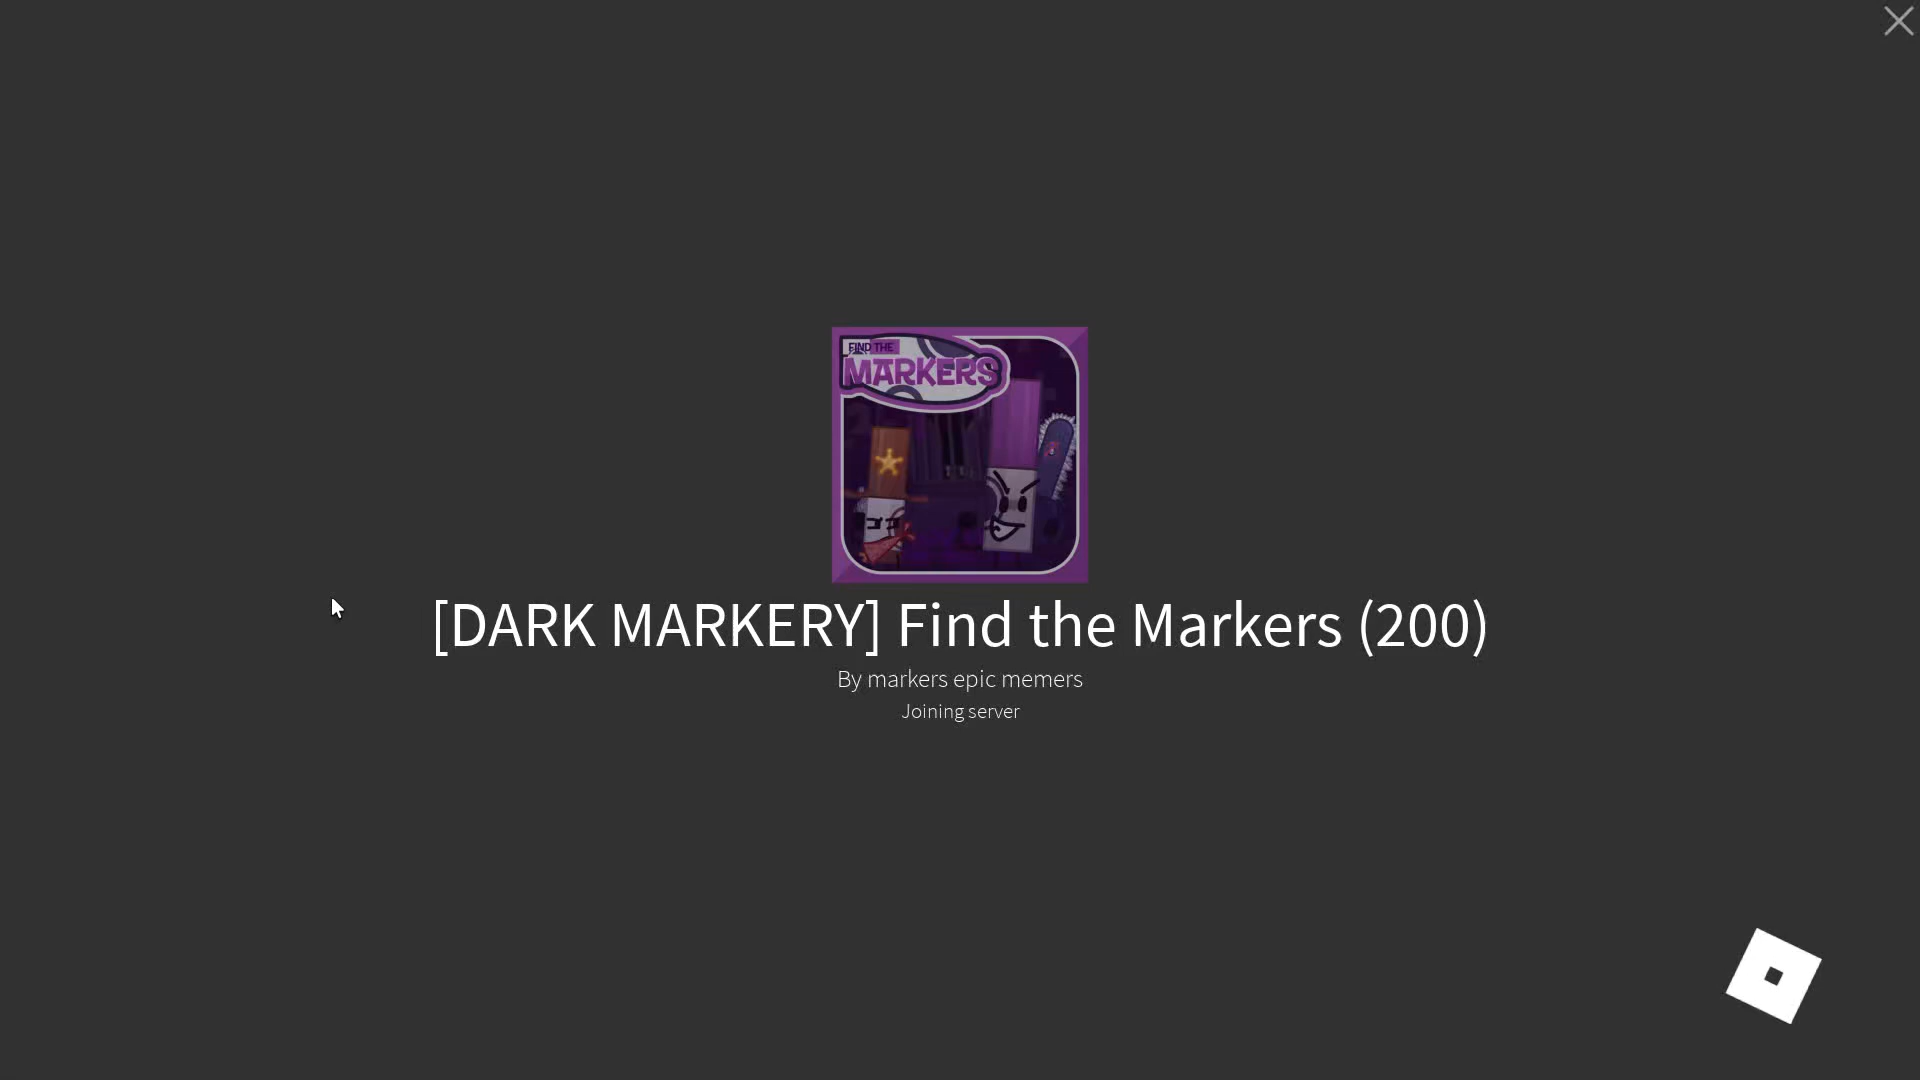 FIND THE
MARKERS
[DARK MARKERY] Find the Markers (200)
By markers epic memers
Joining server